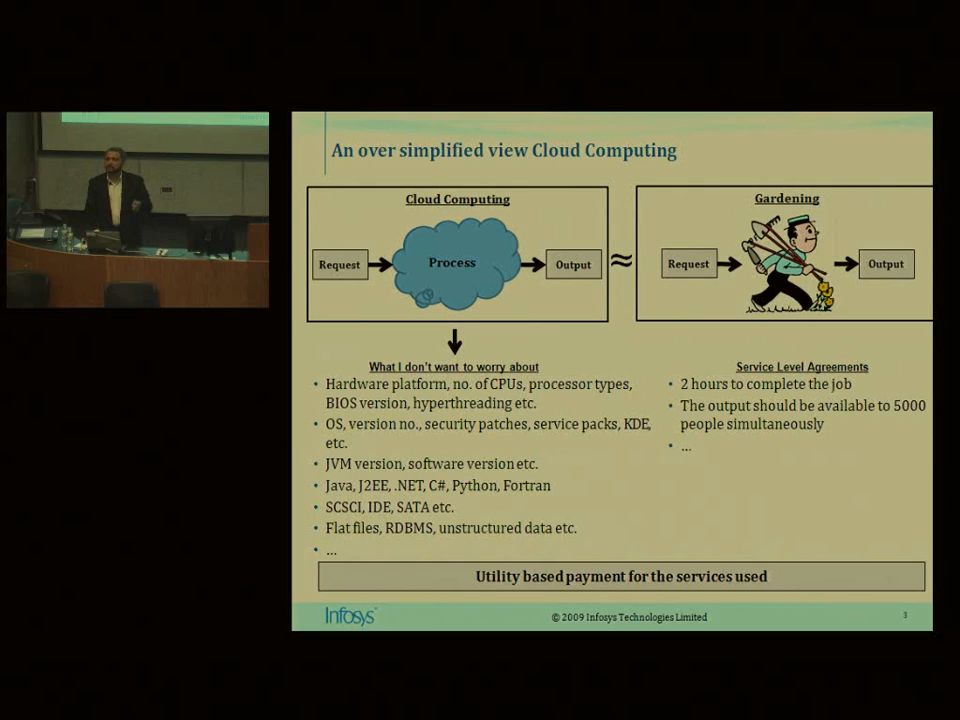 An over simplified view Cloud Computing
Cloud Computing
Request
Process
Output
≈
Gardening
Request
Output
What I don't want to worry about
• Hardware platform, no. of CPUs, processor types,
BIOS version, hyperthreading etc.
• OS, version no., security patches, service packs, KDE,
etc.
• JVM version, software version etc.
• Java, J2EE, .NET, C#, Python, Fortran
• SCSCI, IDE, SATA etc.
• Flat files, RDBMS, unstructured data etc.
• ...
Service Level Agreements
• 2 hours to complete the job
• The output should be available to 5000
people simultaneously
• ...
Utility based payment for the services used
Infosys
© 2009 Infosys Technologies Limited
3